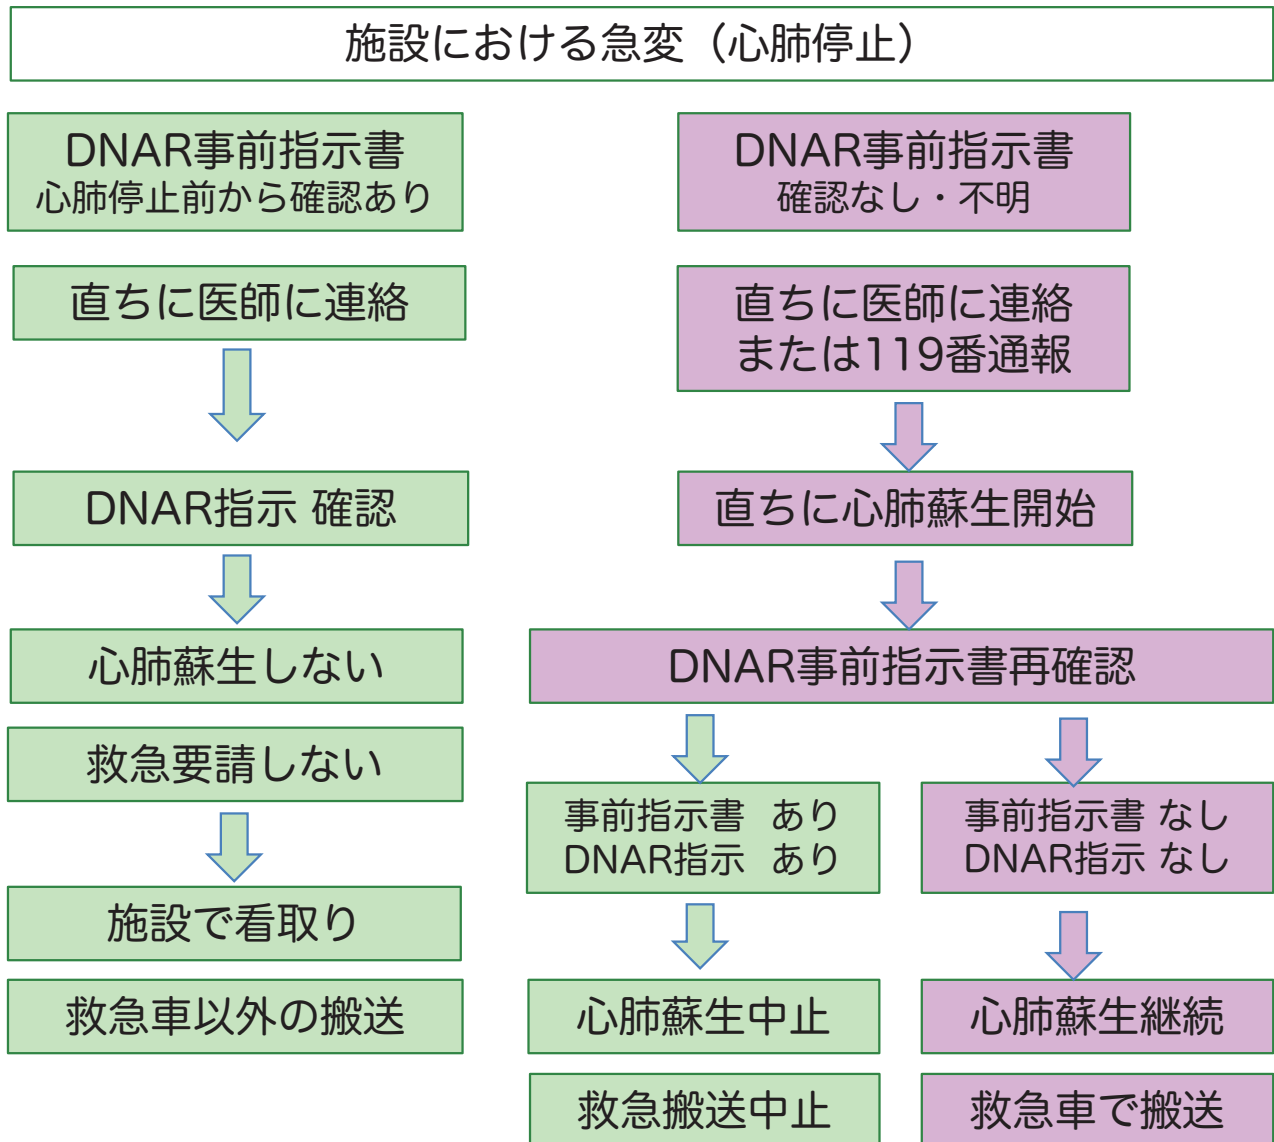 施設における急変（心肺停止）
DNAR事前指示書
心肺停止前から確認あり
直ちに医師に連絡
DNAR指示 確認
心肺蘇生しない
救急要請しない
施設で看取り
救急車以外の搬送
DNAR事前指示書
確認なし・不明
直ちに医師に連絡
または119番通報
直ちに心肺蘇生開始
DNAR事前指示書再確認
事前指示書 あり
DNAR指示 あり
心肺蘇生中止
救急搬送中止
事前指示書 なし
DNAR指示 なし
心肺蘇生継続
救急車で搬送